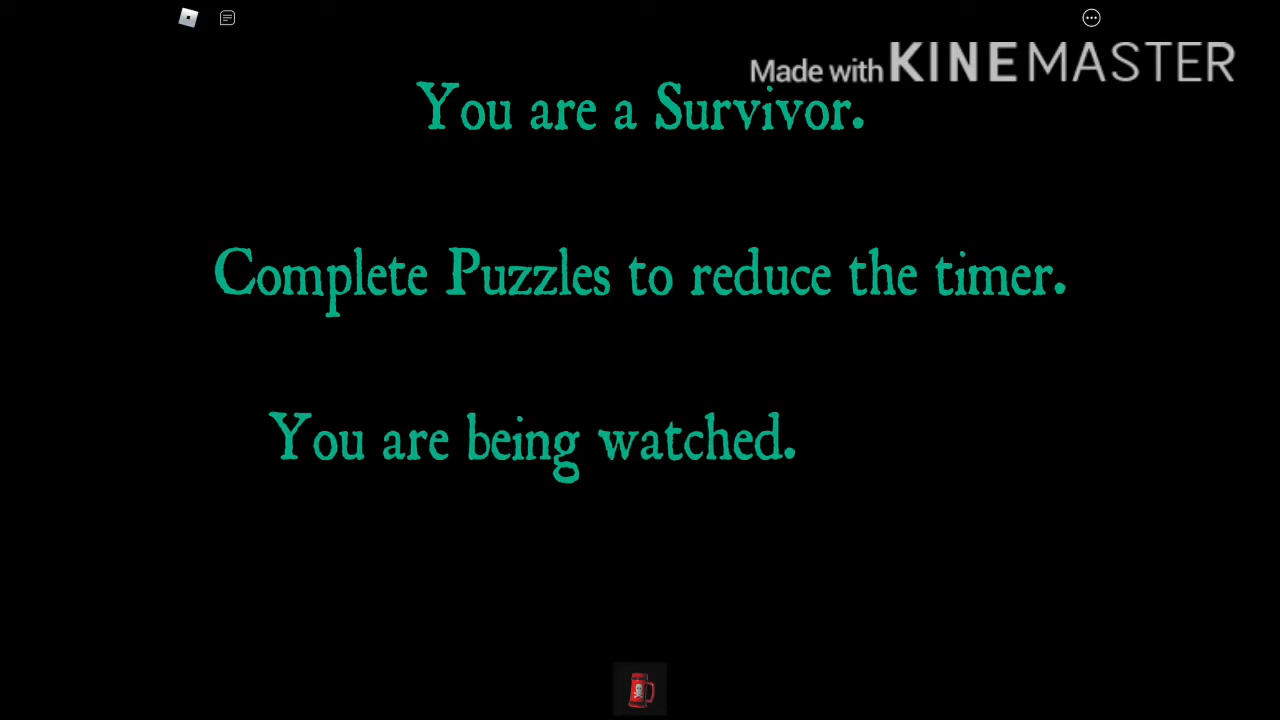 Made with KINEMASTER
You are a Survivor.
Complete Puzzles to reduce the timer.
You are being watched.